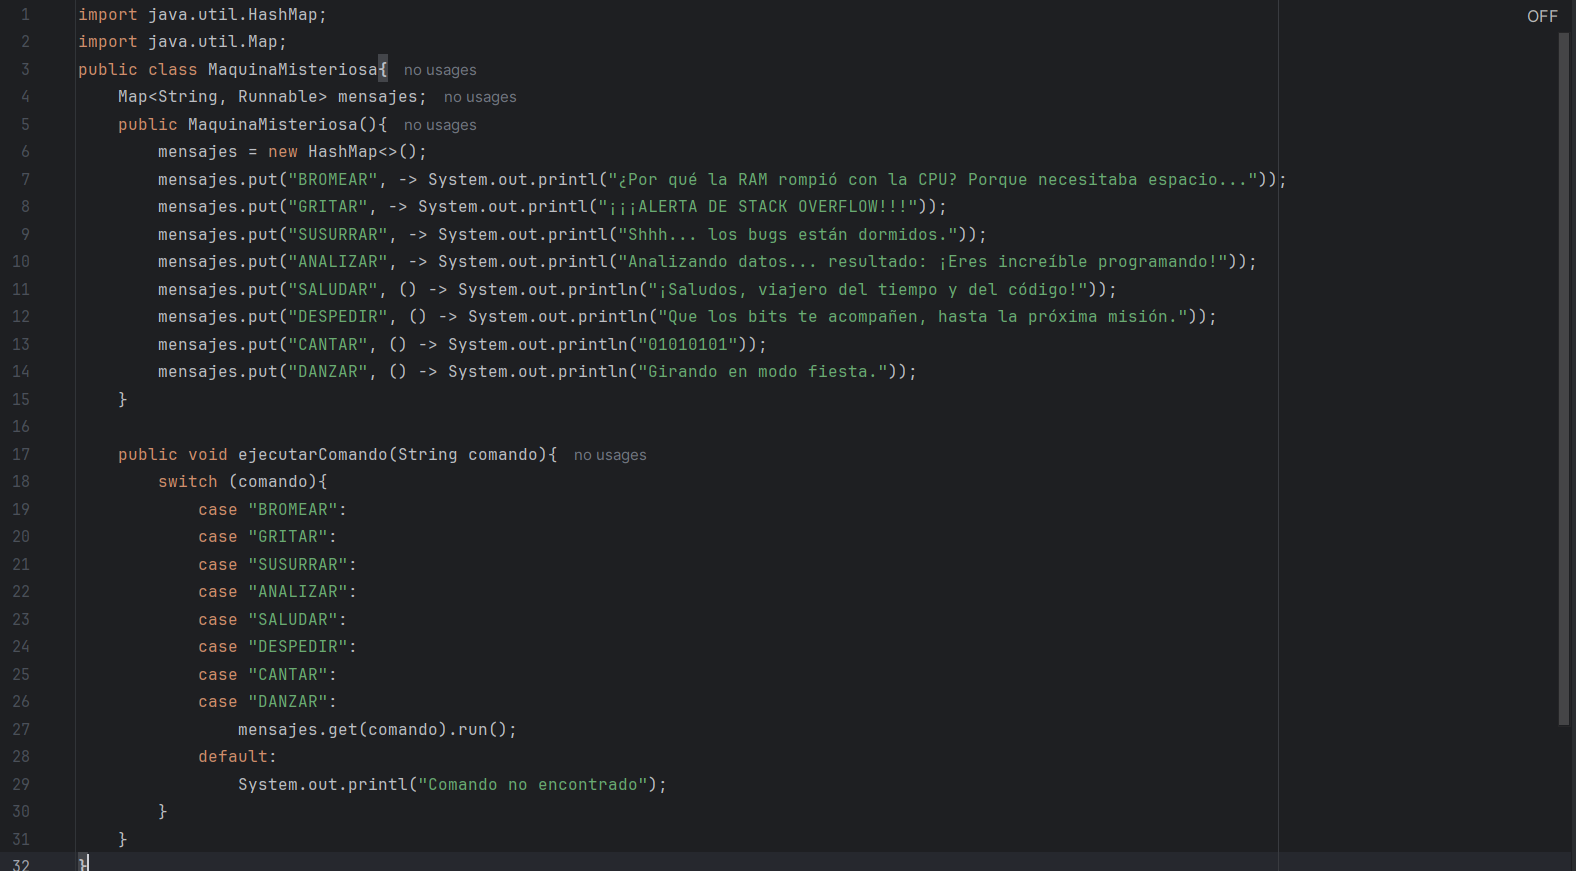 OFF
1 import java.util.HashMap;
2 import java.util.Map;
3 public class MaquinaMisteriosa{ no usages
4     Map<String, Runnable> mensajes; no usages
5     public MaquinaMisteriosa(){ no usages
6         mensajes = new HashMap<>();
7         mensajes.put("BROMEAR", -> System.out.printl("¿Por qué la RAM rompió con la CPU? Porque necesitaba espacio..."));
8         mensajes.put("GRITAR", -> System.out.printl("¡¡¡ALERTA DE STACK OVERFLOW!!!"));
9         mensajes.put("SUSURRAR", -> System.out.printl("Shhh... los bugs están dormidos."));
10         mensajes.put("ANALIZAR", -> System.out.printl("Analizando datos... resultado: ¡Eres increíble programando!"));
11         mensajes.put("SALUDAR", () -> System.out.println("¡Saludos, viajero del tiempo y del código!"));
12         mensajes.put("DESPEDIR", () -> System.out.println("Que los bits te acompañen, hasta la próxima misión."));
13         mensajes.put("CANTAR", () -> System.out.println("01010101"));
14         mensajes.put("DANZAR", () -> System.out.println("Girando en modo fiesta."));
15     }
16
17     public void ejecutarComando(String comando){ no usages
18         switch (comando){
19             case "BROMEAR":
20             case "GRITAR":
21             case "SUSURRAR":
22             case "ANALIZAR":
23             case "SALUDAR":
24             case "DESPEDIR":
25             case "CANTAR":
26             case "DANZAR":
27                 mensajes.get(comando).run();
28             default:
29                 System.out.printl("Comando no encontrado");
30         }
31     }
32 }